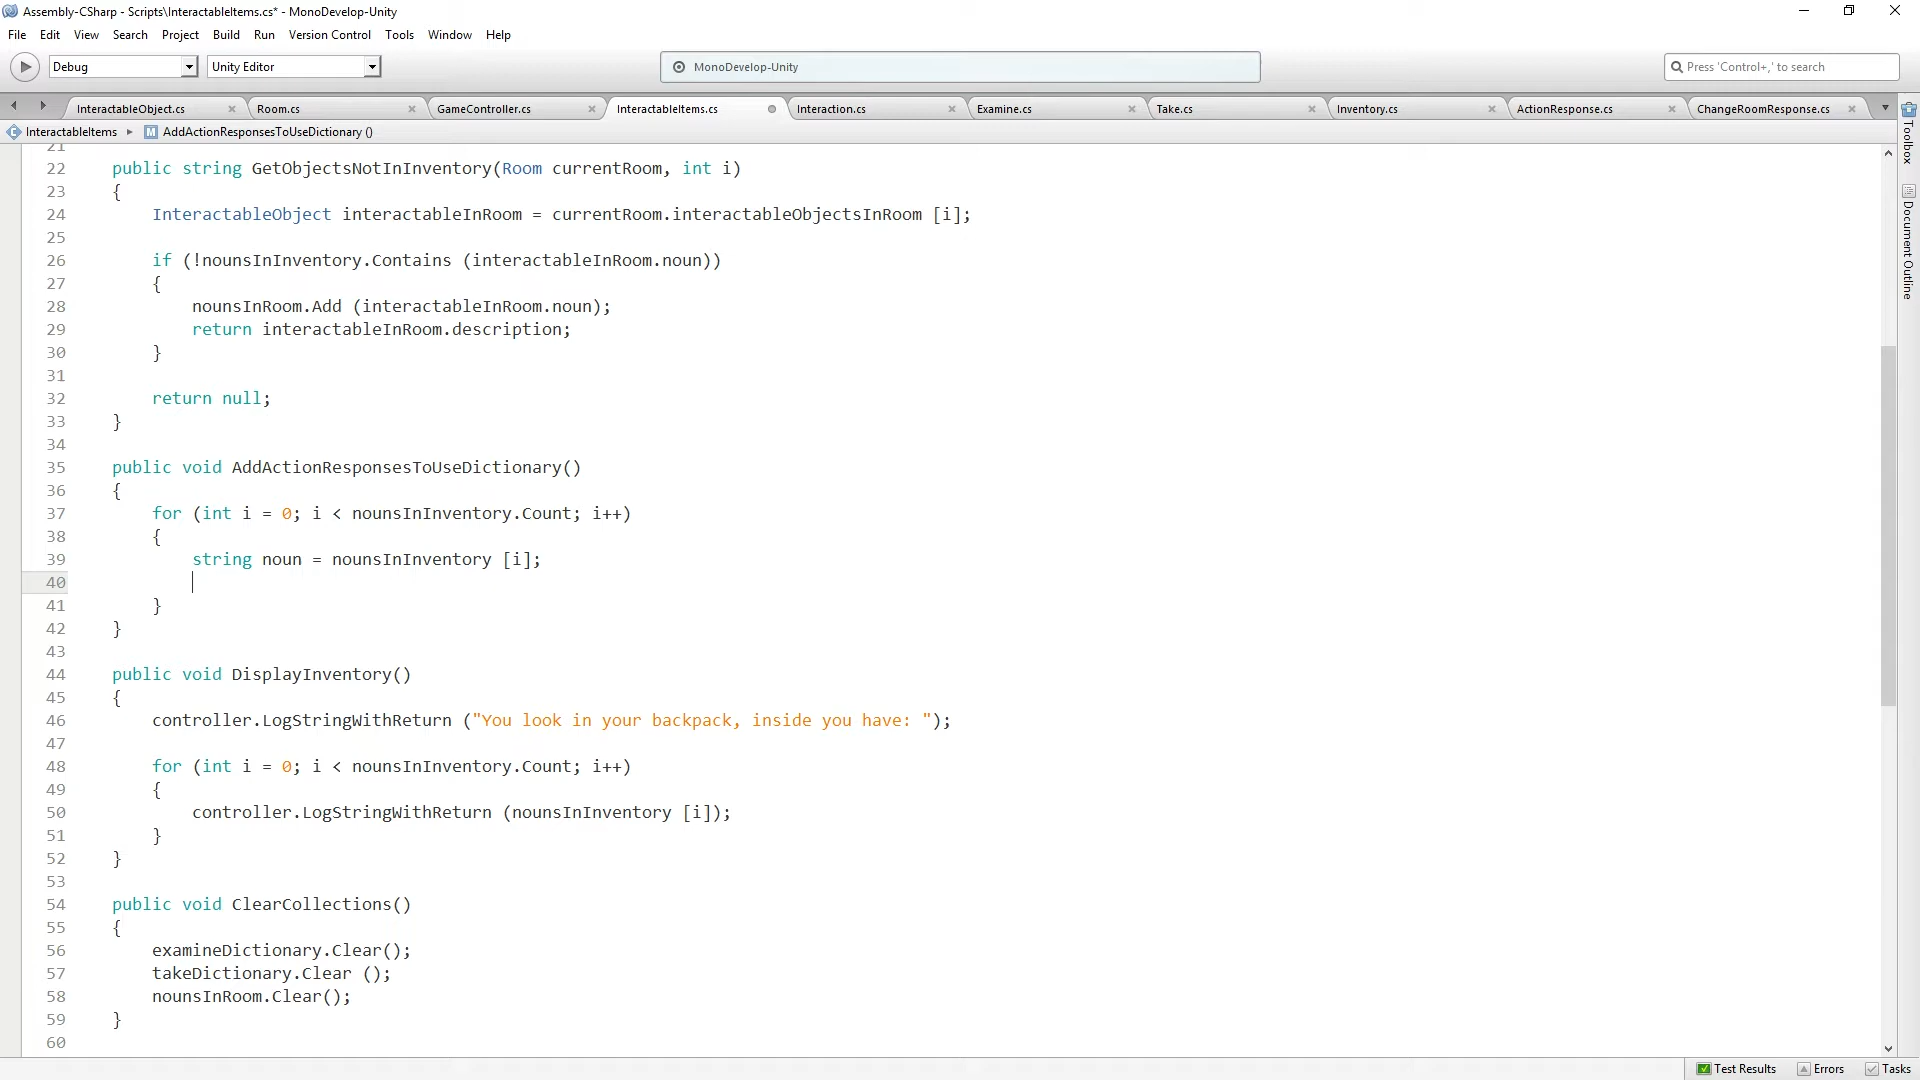 Assembly-CSharp - Scripts\InteractableItems.cs* - MonoDevelop-Unity
File Edit View Search Project Build Run Version Control Tools Window Help
Debug Unity Editor MonoDevelop-Unity Press 'Control+,' to search
InteractableObject.cs Room.cs GameController.cs InteractableItems.cs Interaction.cs Examine.cs Take.cs Inventory.cs ActionResponse.cs ChangeRoomResponse.cs
InteractableItems AddActionResponsesToUseDictionary ()
21
22 public string GetObjectsNotInInventory(Room currentRoom, int i)
23 {
24 InteractableObject interactableInRoom = currentRoom.interactableObjectsInRoom [i];
25
26 if (!nounsInInventory.Contains (interactableInRoom.noun))
27 {
28 nounsInRoom.Add (interactableInRoom.noun);
29 return interactableInRoom.description;
30 }
31
32 return null;
33 }
34
35 public void AddActionResponsesToUseDictionary()
36 {
37 for (int i = 0; i < nounsInInventory.Count; i++)
38 {
39 string noun = nounsInInventory [i];
40
41 }
42 }
43
44 public void DisplayInventory()
45 {
46 controller.LogStringWithReturn ("You look in your backpack, inside you have: ");
47
48 for (int i = 0; i < nounsInInventory.Count; i++)
49 {
50 controller.LogStringWithReturn (nounsInInventory [i]);
51 }
52 }
53
54 public void ClearCollections()
55 {
56 examineDictionary.Clear();
57 takeDictionary.Clear ();
58 nounsInRoom.Clear();
59 }
60
Toolbox
Document Outline
Test Results Errors Tasks